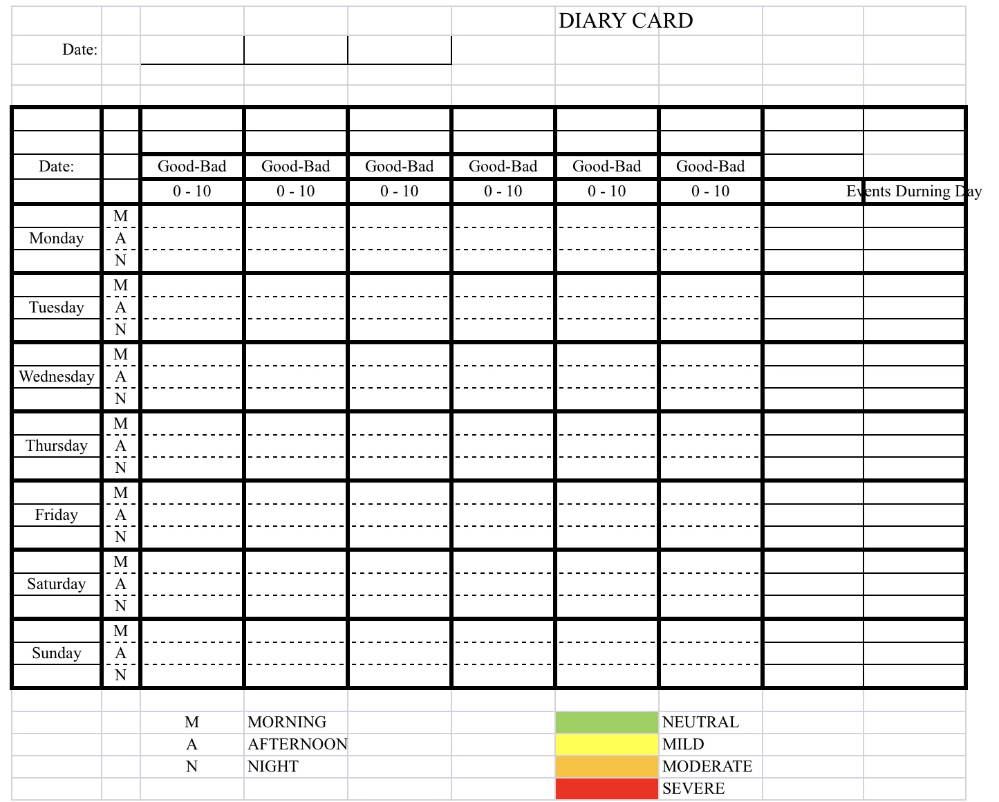 DIARY CARD
Date:
Date: Good-Bad Good-Bad Good-Bad Good-Bad Good-Bad Good-Bad
0 - 10 0 - 10 0 - 10 0 - 10 0 - 10 0 - 10 Events Durning Day
M
Monday A
N
M
Tuesday A
N
M
Wednesday A
N
M
Thursday A
N
M
Friday A
N
M
Saturday A
N
M
Sunday A
N
M MORNING NEUTRAL
A AFTERNOON MILD
N NIGHT MODERATE
SEVERE